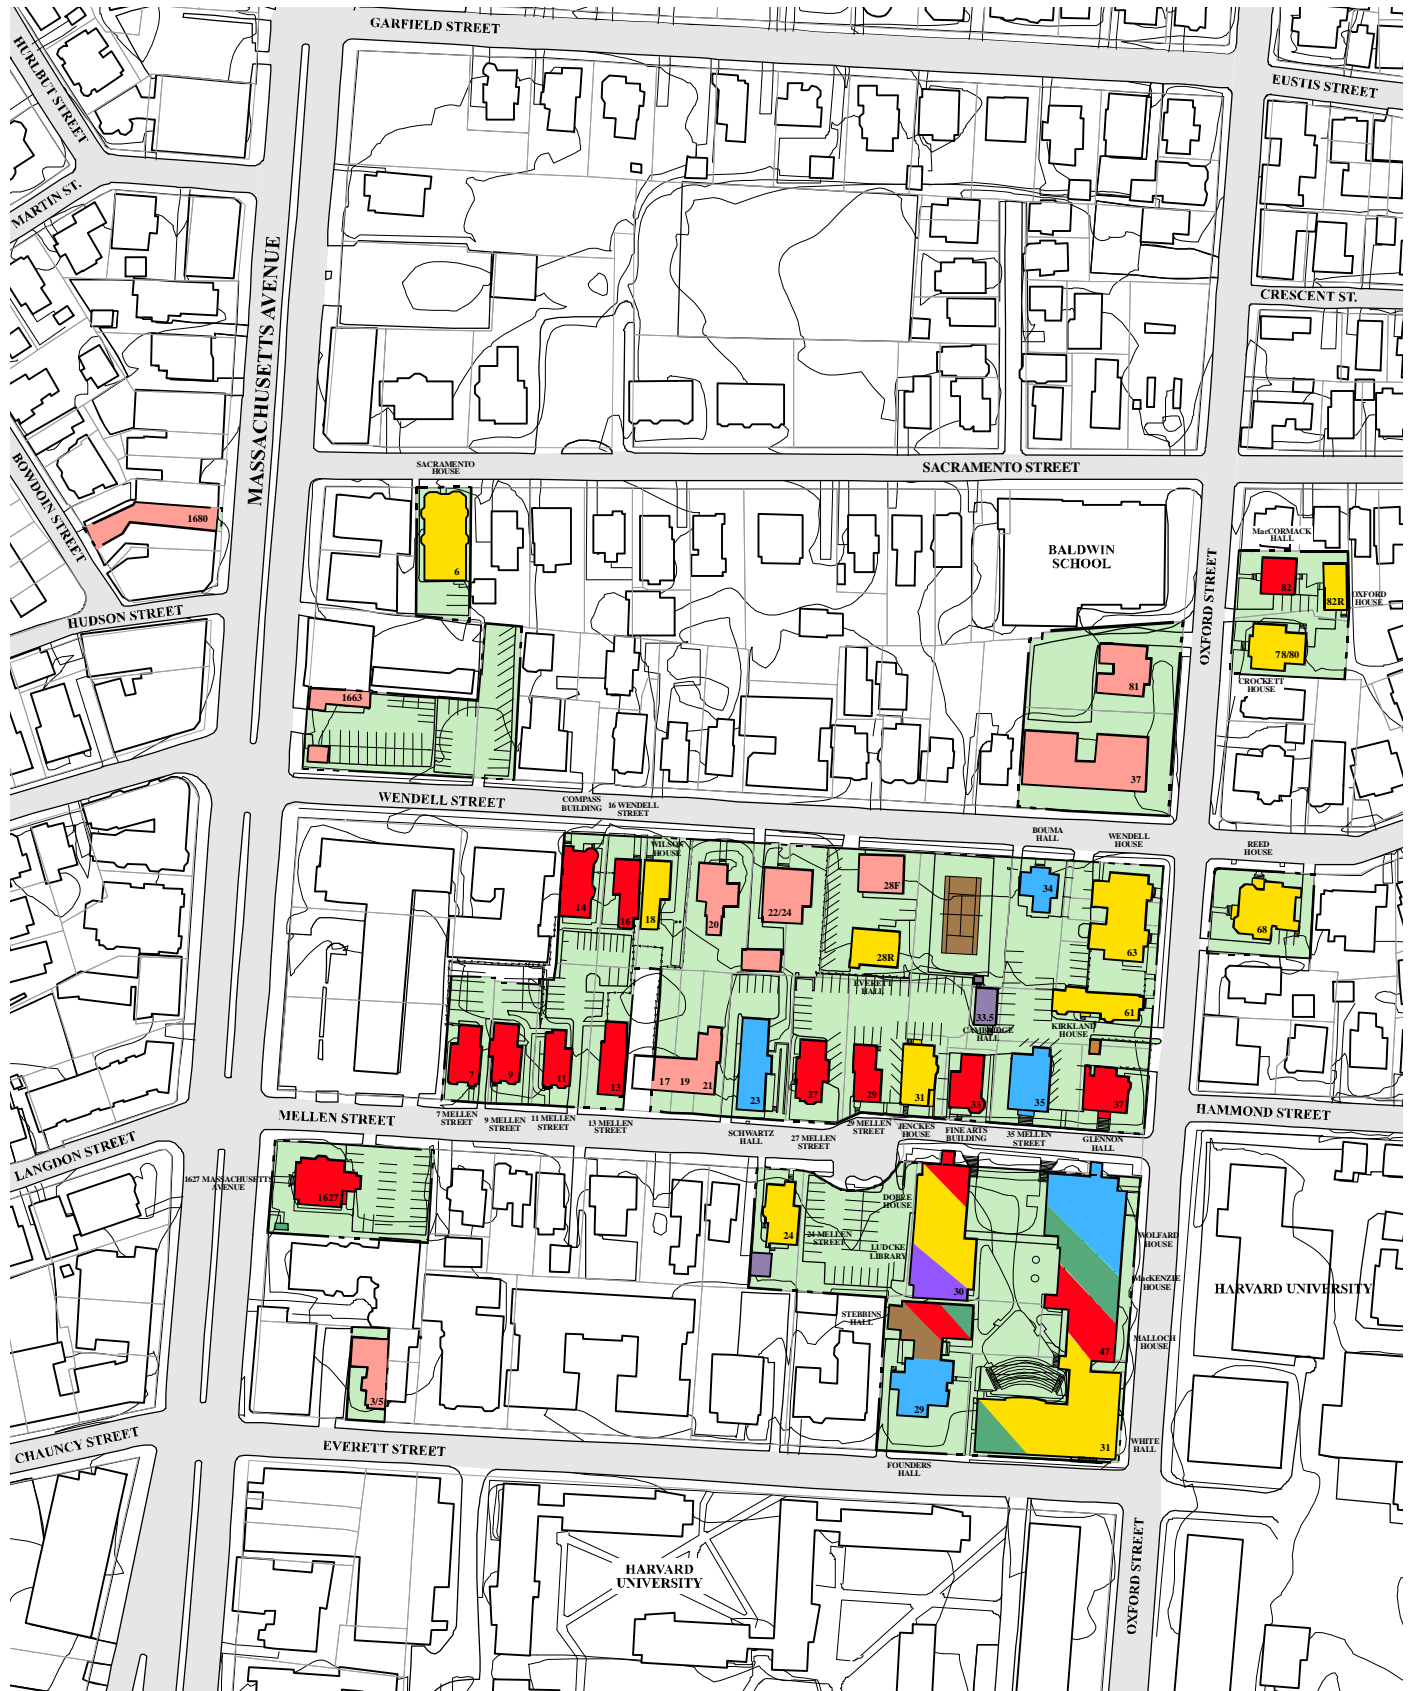 GARFIELD STREET
HURLBUT STREET
EUSTIS STREET
MARTIN ST.
MASSACHUSETTS AVENUE
CRESCENT ST.
SACRAMENTO
HOUSE
SACRAMENTO STREET
BOWDOIN STREET
1680
6
BALDWIN
SCHOOL
OXFORD STREET
MacCORMACK
HALL
82
82R
OXFORD
HOUSE
78/80
CROCKETT
HOUSE
HUDSON STREET
1663
81
37
WENDELL STREET
COMPASS
BUILDING
16 WENDELL
STREET
WILSON
HOUSE
BOUMA
HALL
WENDELL
HOUSE
REED
HOUSE
14
16
18
20
22/24
28F
34
63
68
28R
EVERETT
HALL
33.5
CAMBRIDGE
HALL
61
KIRKLAND
HOUSE
7
9
11
13
17
19
21
23
27
29
31
33
35
37
MELLEN STREET
7 MELLEN
STREET
9 MELLEN
STREET
11 MELLEN
STREET
13 MELLEN
STREET
SCHWARTZ
HALL
27 MELLEN
STREET
29 MELLEN
STREET
JENCKES
HOUSE
FINE ARTS
BUILDING
35 MELLEN
STREET
GLENNON
HALL
HAMMOND STREET
LANGDON STREET
1627 MASSACHUSETTS
AVENUE
1627
24
24 MELLEN
STREET
DOBLE
HOUSE
LUDCKE
LIBRARY
30
WOLFARD
HOUSE
MacKENZIE
HOUSE
HARVARD UNIVERSITY
STEBBINS
HALL
47
MALLOCH
HOUSE
3/5
29
31
WHITE
HALL
CHAUNCY STREET
EVERETT STREET
FOUNDERS
HALL
HARVARD
UNIVERSITY
OXFORD STREET